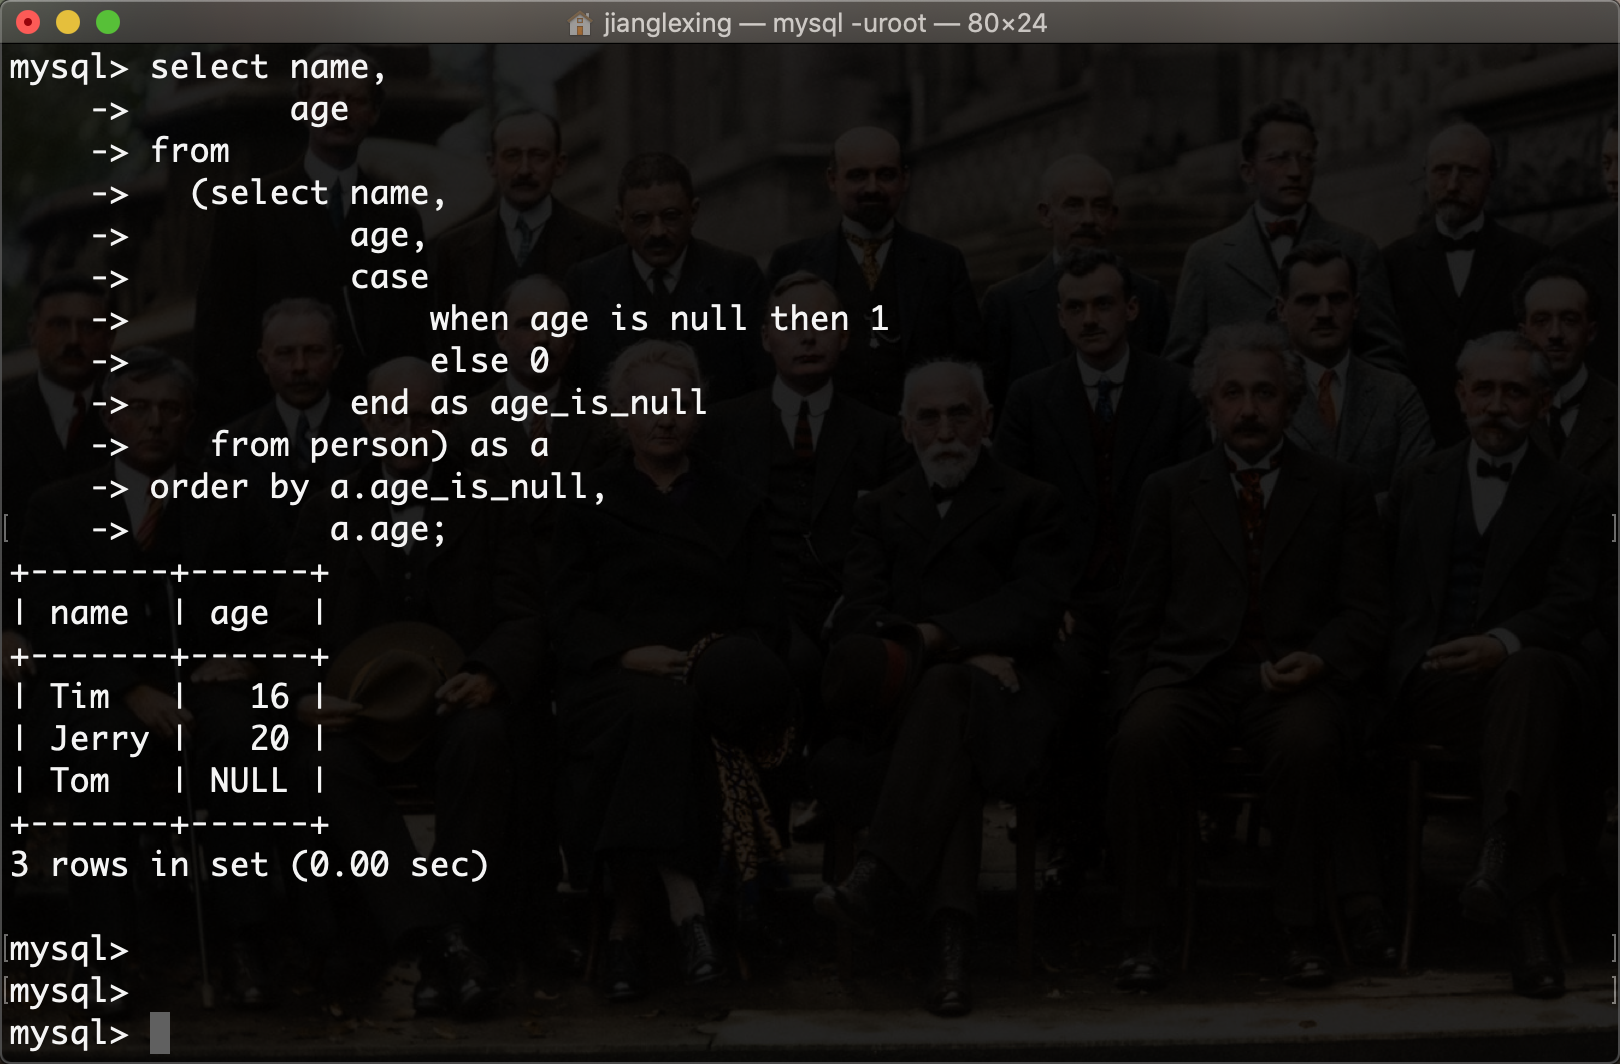 jianglexing — mysql -uroot — 80×24
mysql> select name,
    ->        age
    -> from
    ->   (select name,
    ->           age,
    ->           case
    ->               when age is null then 1
    ->               else 0
    ->           end as age_is_null
    ->    from person) as a
    -> order by a.age_is_null,
    ->          a.age;
+-------+------+
| name  | age  |
+-------+------+
| Tim   |   16 |
| Jerry |   20 |
| Tom   | NULL |
+-------+------+
3 rows in set (0.00 sec)
mysql>
mysql>
mysql>